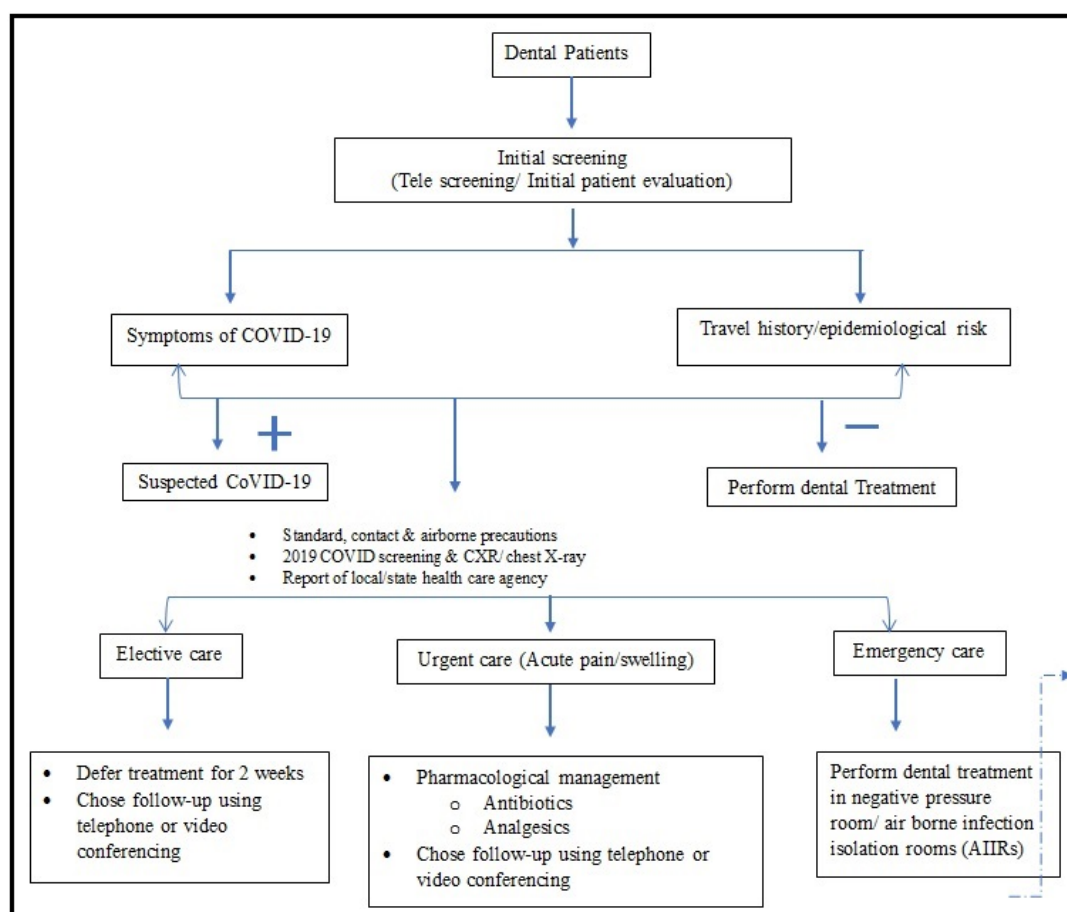 Dental Patients
Initial screening
(Tele screening/ Initial patient evaluation)
Symptoms of COVID-19
Travel history/epidemiological risk
+
−
Suspected CoVID-19
Perform dental Treatment
• Standard, contact & airborne precautions
• 2019 COVID screening & CXR/ chest X-ray
• Report of local/state health care agency
Elective care
Urgent care (Acute pain/swelling)
Emergency care
• Defer treatment for 2 weeks
• Chose follow-up using
telephone or video
conferencing
• Pharmacological management
o Antibiotics
o Analgesics
• Chose follow-up using telephone or
video conferencing
Perform dental treatment
in negative pressure
room/ air borne infection
isolation rooms (AIIRs)